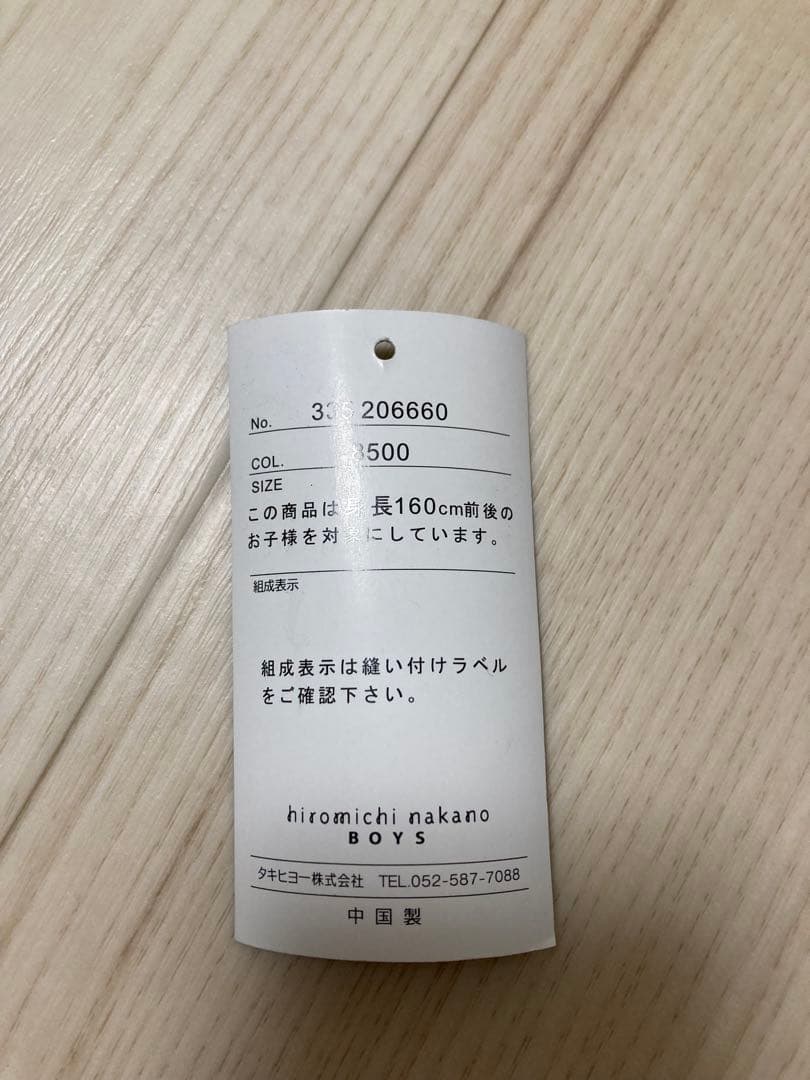 No. 206660
COL.
SIZE
この商品は身長160cm前後の
お子様を対象にしています。
組成表示
組成表示は縫い付けラベル
をご確認下さい。
hiromichi nakano
BOYS
タキヒヨー株式会社 TEL.052-587-7088
中国製